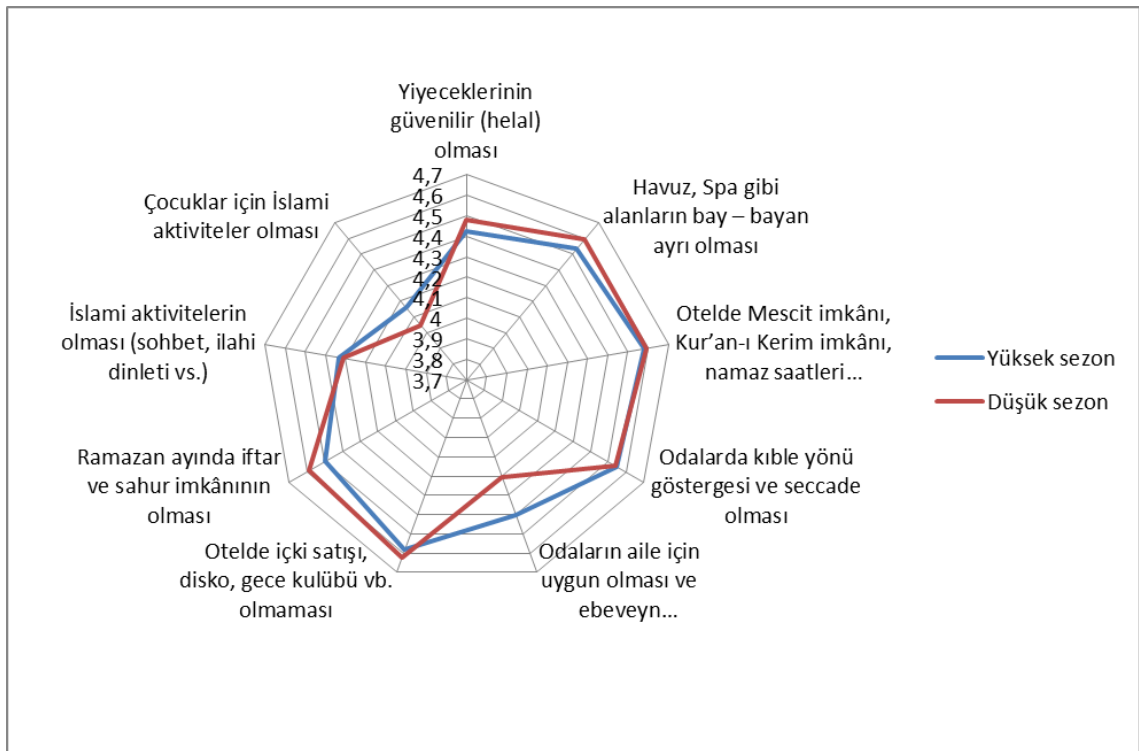 Yiyeceklerinin
güvenilir (helal)
olması
Havuz, Spa gibi
alanların bay – bayan
ayrı olması
Otelde Mescit imkânı,
Kur’an-ı Kerim imkânı,
namaz saatleri...
Odalarda kıble yönü
göstergesi ve seccade
olması
Odaların aile için
uygun olması ve
ebeveyn...
Otelde içki satışı,
disko, gece kulübü vb.
olmaması
Ramazan ayında iftar
ve sahur imkânının
olması
İslami aktivitelerin
olması (sohbet, ilahi
dinleti vs.)
Çocuklar için İslami
aktiviteler olması
4,7
4,6
4,5
4,4
4,3
4,2
4,1
4
3,9
3,8
3,7
Yüksek sezon
Düşük sezon